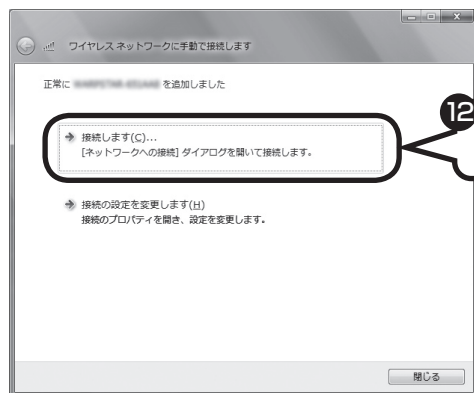 ワイヤレス ネットワークに手動で接続します
正常に を追加しました
12
接続します(C)...
[ネットワークへの接続] ダイアログを開いて接続します。
接続の設定を変更します(H)
接続のプロパティを開き、設定を変更します。
閉じる